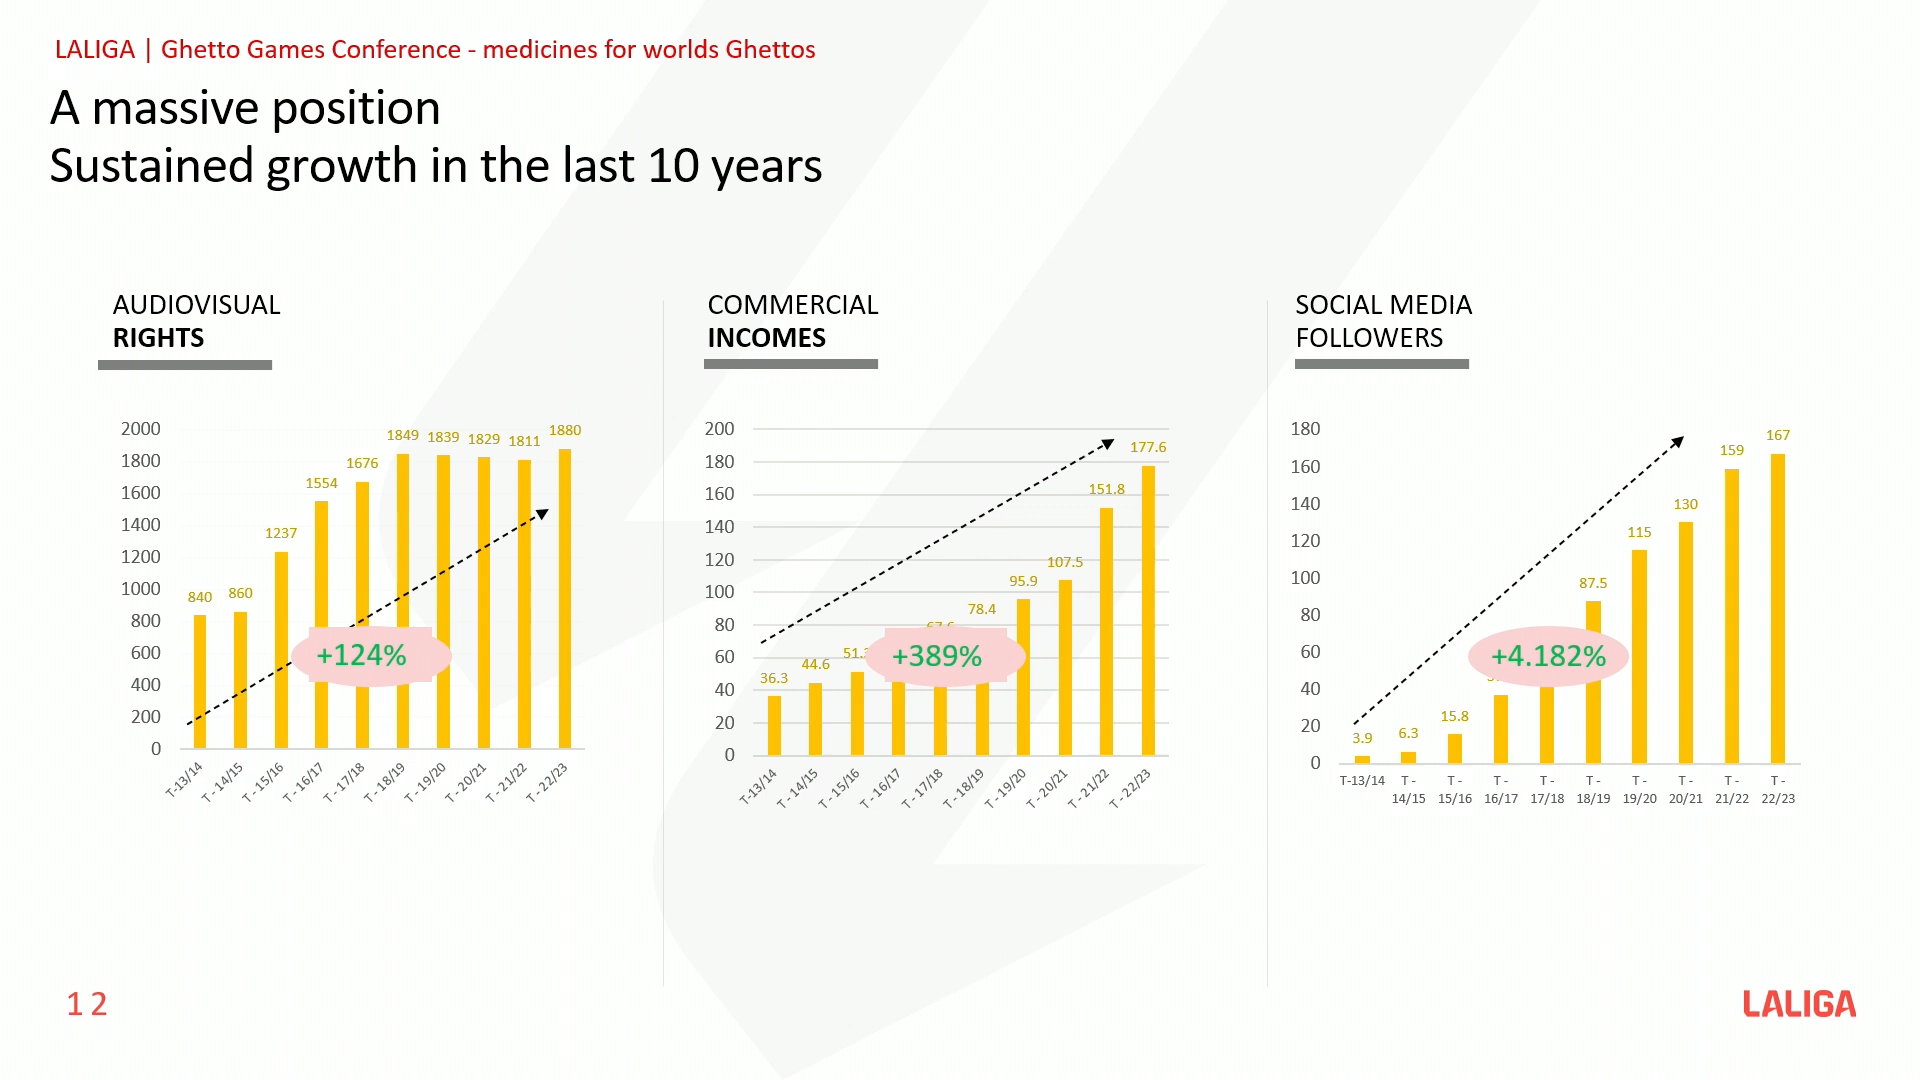 LALIGA | Ghetto Games Conference - medicines for worlds Ghettos
A massive position
Sustained growth in the last 10 years
AUDIOVISUAL
RIGHTS
2000
1800
1600
1400
1200
1000
800
600
400
200
0
840
860
1237
1554
1676
1849
1839
1829
1811
1880
+124%
T-13/14
T - 14/15
T - 15/16
T - 16/17
T - 17/18
T - 18/19
T - 19/20
T - 20/21
T - 21/22
T - 22/23
COMMERCIAL
INCOMES
200
180
160
140
120
100
80
60
40
20
0
36.3
44.6
78.4
95.9
107.5
151.8
177.6
+389%
T-13/14
T - 14/15
T - 15/16
T - 16/17
T - 17/18
T - 18/19
T - 19/20
T - 20/21
T - 21/22
T - 22/23
SOCIAL MEDIA
FOLLOWERS
180
160
140
120
100
80
60
40
20
0
3.9
6.3
15.8
87.5
115
130
159
167
+4.182%
T-13/14
T - 14/15
T - 15/16
T - 16/17
T - 17/18
T - 18/19
T - 19/20
T - 20/21
T - 21/22
T - 22/23
12
LALIGA